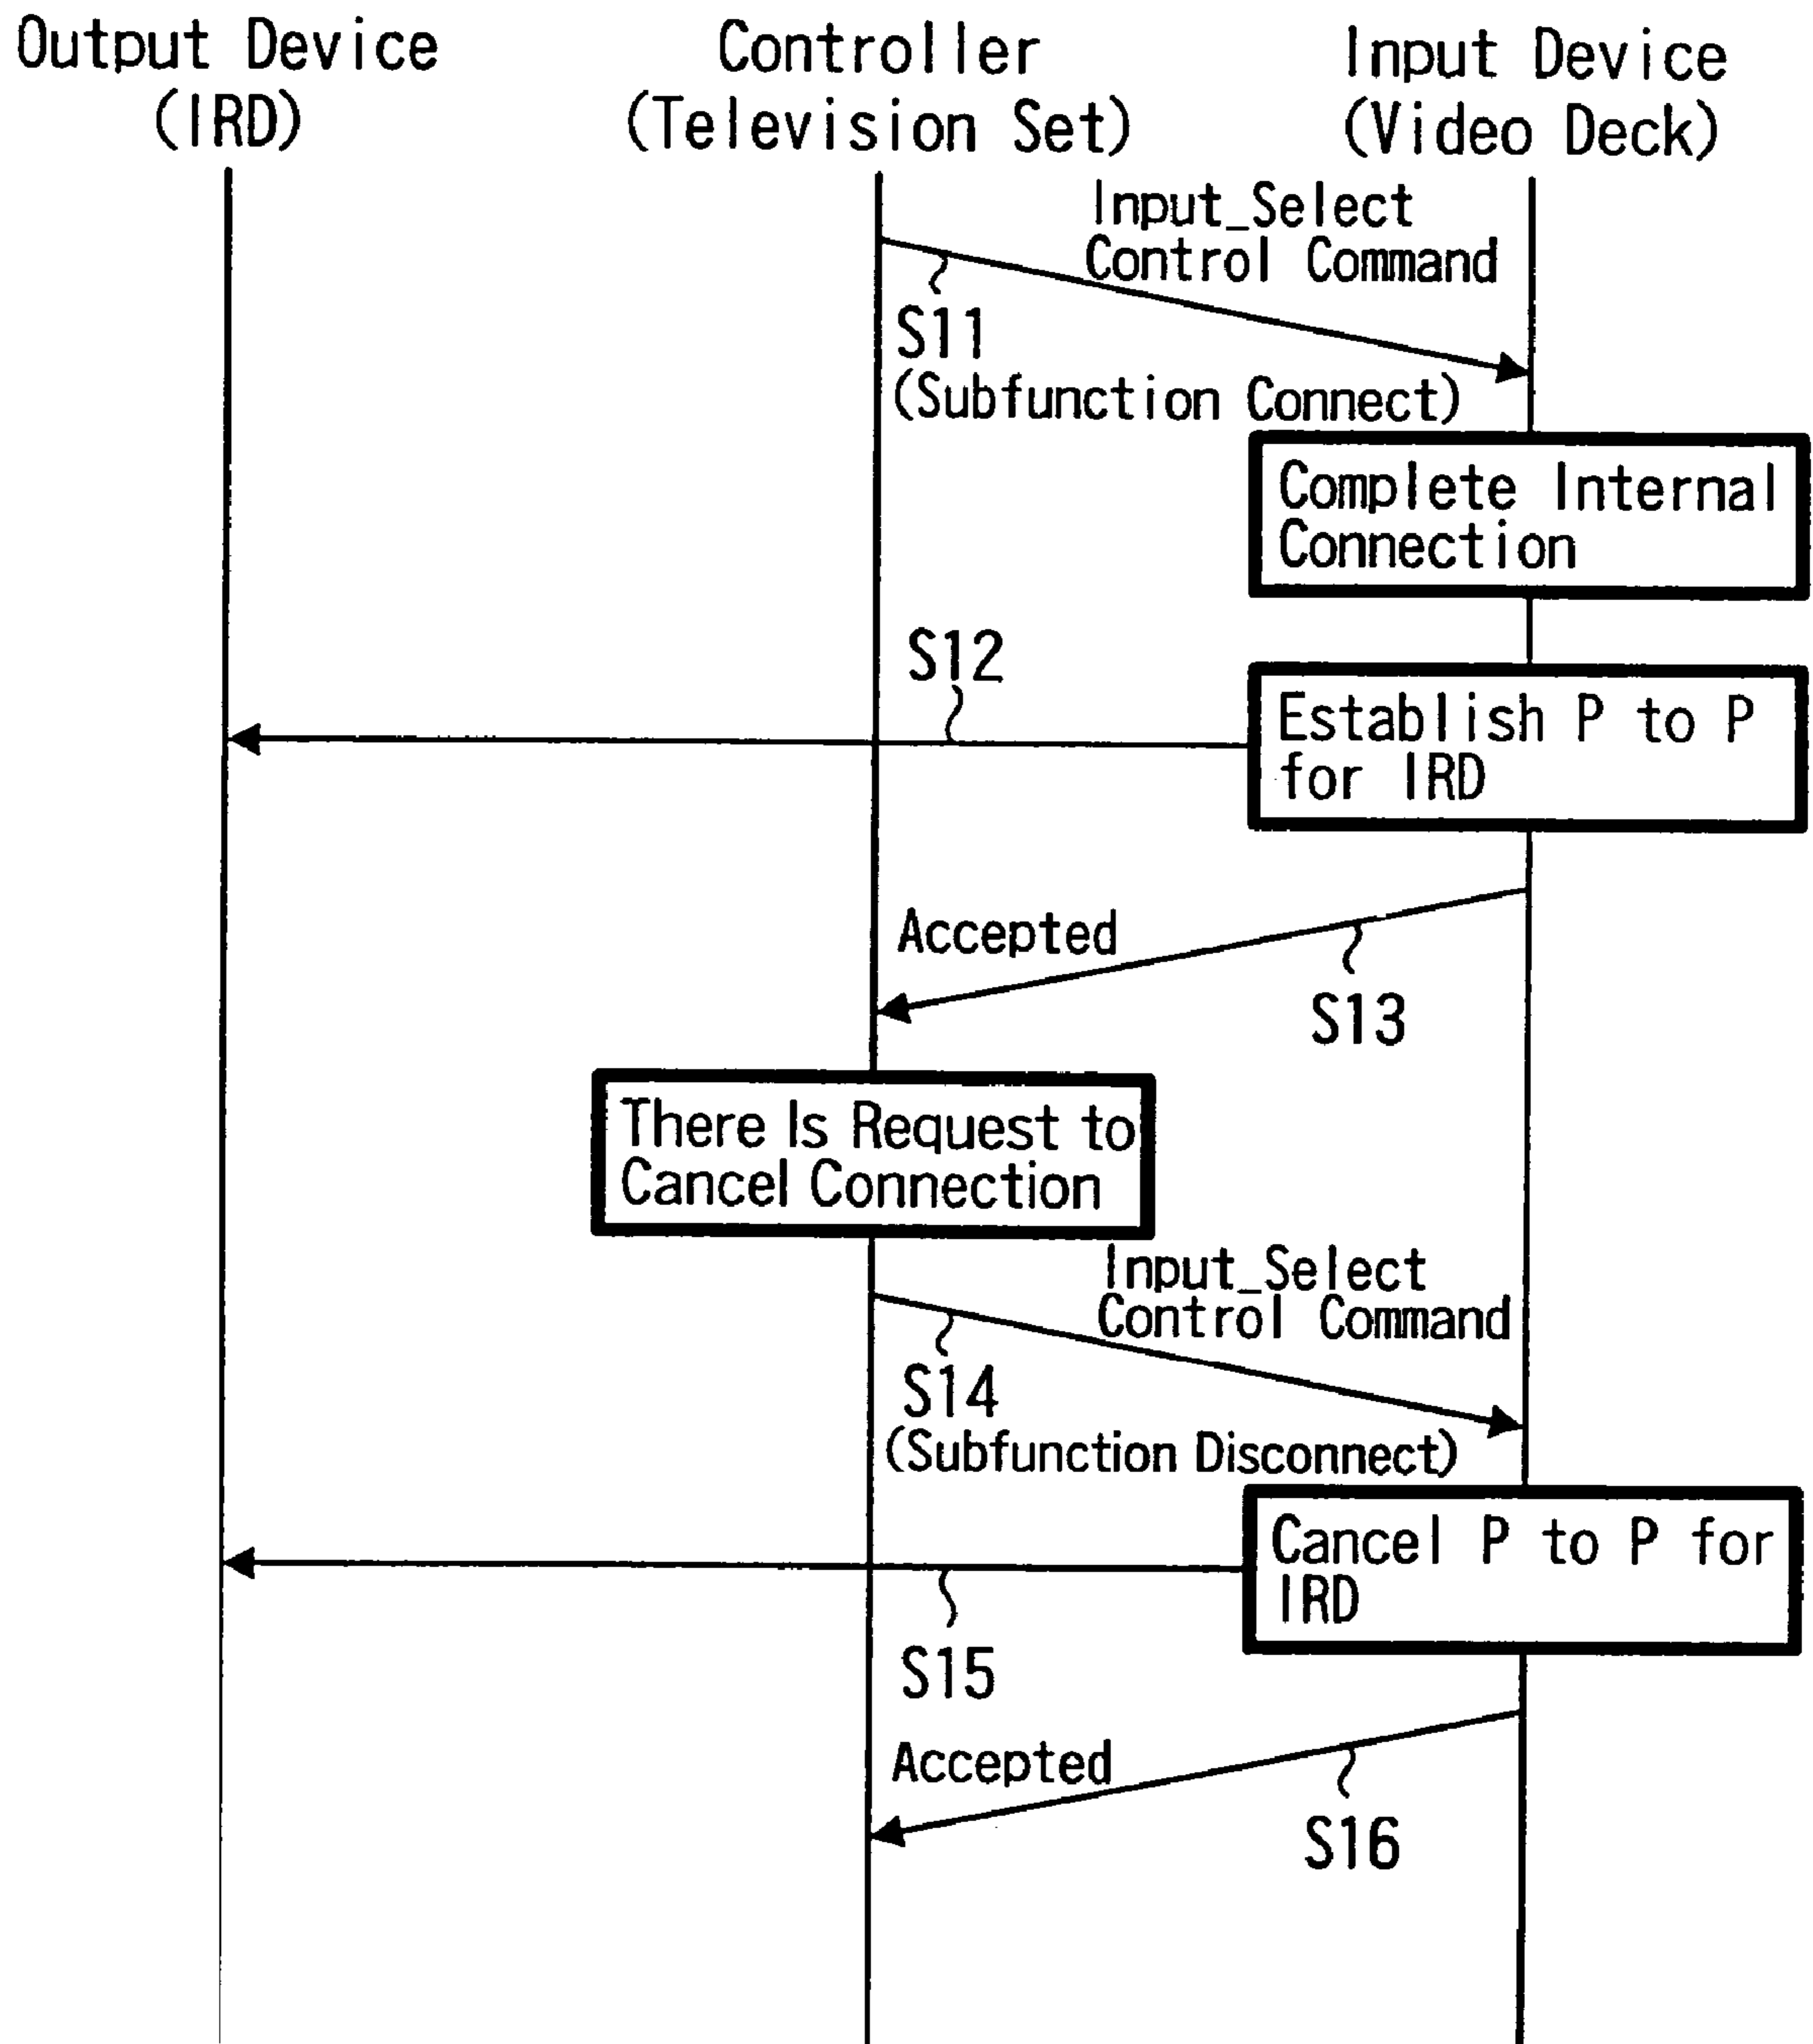 Output Device
(IRD)
Controller
(Television Set)
Input Device
(Video Deck)
Input_Select
Control Command
S11
(Subfunction Connect)
Complete Internal
Connection
S12
Establish P to P
for IRD
Accepted
S13
There Is Request to
Cancel Connection
Input_Select
Control Command
S14
(Subfunction Disconnect)
Cancel P to P for
IRD
S15
Accepted
S16